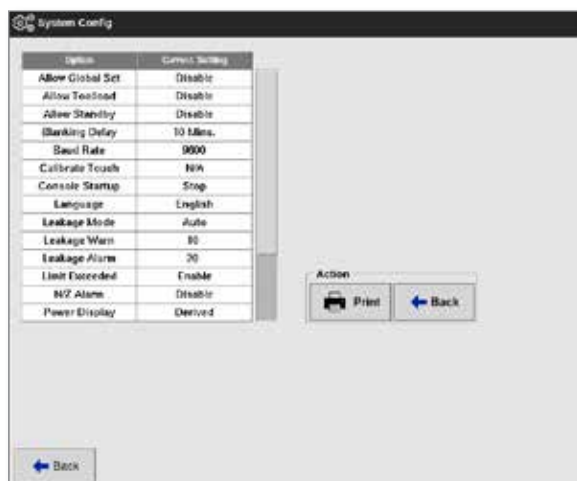 System Config
Option Current Setting
Allow Global Set Disable
Allow Toolload Disable
Allow Standby Disable
Blanking Delay 10 Mins.
Baud Rate 9600
Calibrate Touch N/A
Console Startup Stop
Language English
Leakage Mode Auto
Leakage Warn 10
Leakage Alarm 20
Limit Exceeded Enable
N/Z Alarm Disable
Power Display Derived
Action
Print Back
Back